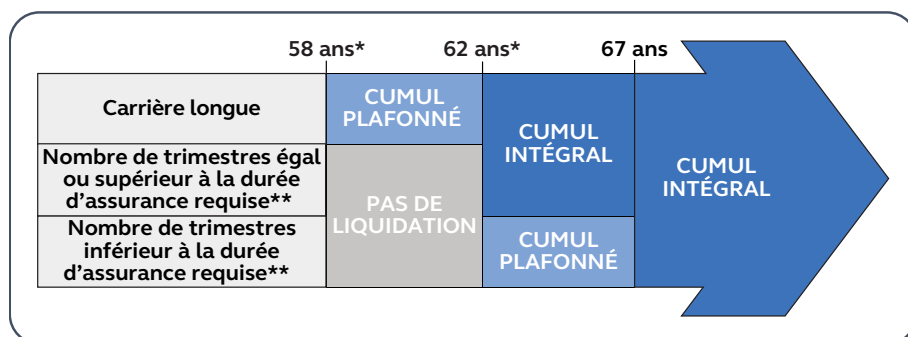 58 ans* 62 ans* 67 ans
Carrière longue
CUMUL
PLAFONNÉ
Nombre de trimestres égal
ou supérieur à la durée
d'assurance requise**
CUMUL
INTÉGRAL
PAS DE
LIQUIDATION
Nombre de trimestres
inférieur à la durée
d'assurance requise**
CUMUL
PLAFONNÉ
CUMUL
INTÉGRAL